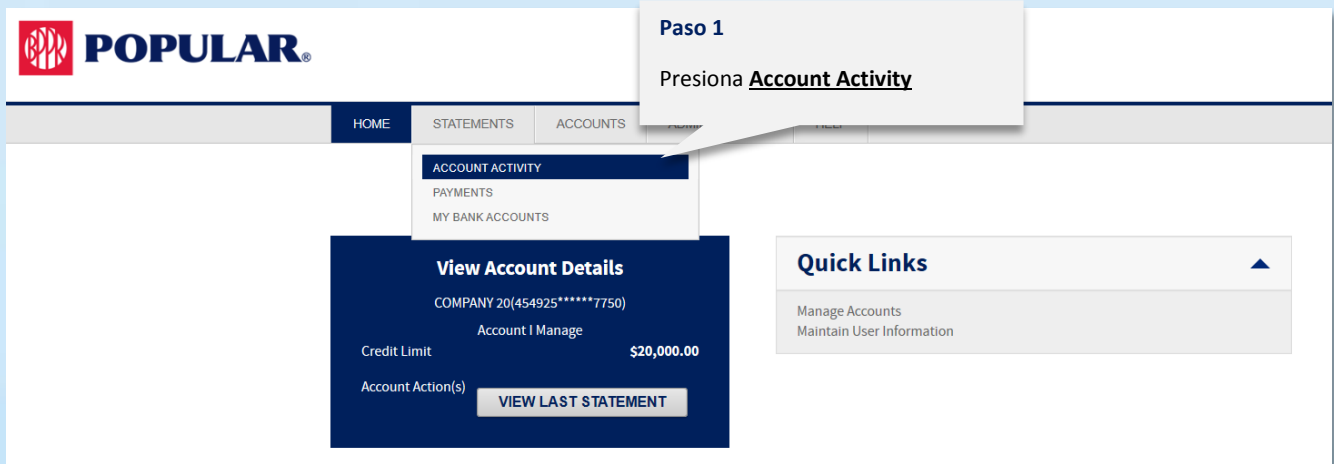 BPPR POPULAR®
Paso 1
Presiona Account Activity
HOME STATEMENTS ACCOUNTS
ACCOUNT ACTIVITY
PAYMENTS
MY BANK ACCOUNTS
View Account Details
COMPANY 20(454925******7750)
Account I Manage
Credit Limit $20,000.00
Account Action(s)
VIEW LAST STATEMENT
Quick Links
Manage Accounts
Maintain User Information